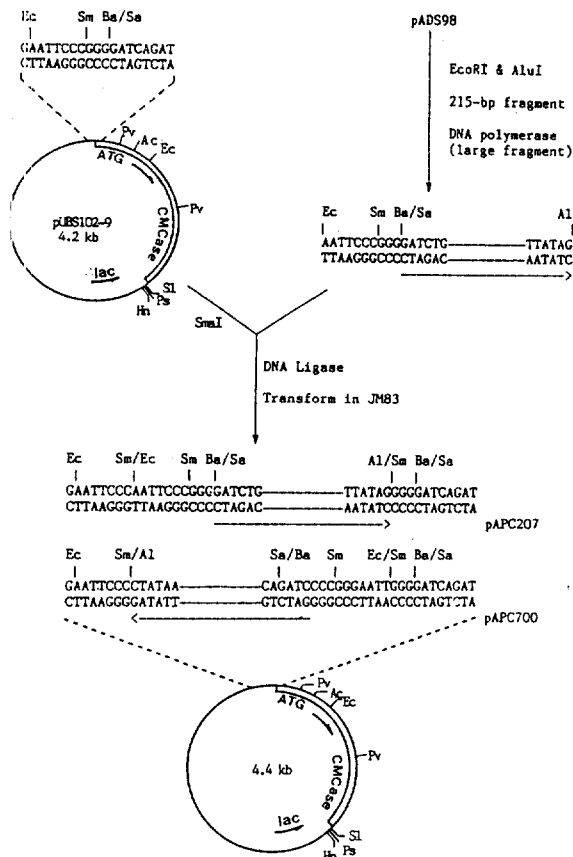 Ec Sm Ba/Sa
GAATTCCCGGGGATCAGAT
CTTAAGGGCCCCTAGTCTA
Pv
Ac
Ec
ATG
Pv
pUBS102-9
4.2 kb
CMCase
lac
Sl
Ps
Hn
pADS98
EcoRI & AluI
215-bp fragment
DNA polymerase
(large fragment)
Ec Sm Ba/Sa Al
AATTCCCGGGGATCTG TTATAG
TTAAGGGCCCCTAGAC AATATC
SmaI
DNA Ligase
Transform in JM83
Ec Sm/Ec Sm Ba/Sa Al/Sm Ba/Sa
GAATTCCCAATTCCCGGGGATCTG TTATAGGGGGATCAGAT
CTTAAGGGTTAAGGGCCCCTAGAC AATATCCCCCTAGTCTA
pAPC207
Ec Sm/Al Sa/Ba Sm Ec/Sm Ba/Sa
GAATTCCCCTATAA CAGATCCCCGGGAATTGGGGATCAGAT
CTTAAGGGGATATT GTCTAGGGGCCCTTAACCCCTAGTCTA
pAPC700
Pv
Ac
Ec
ATG
Pv
4.4 kb
CMCase
lac
Sl
Ps
Hn